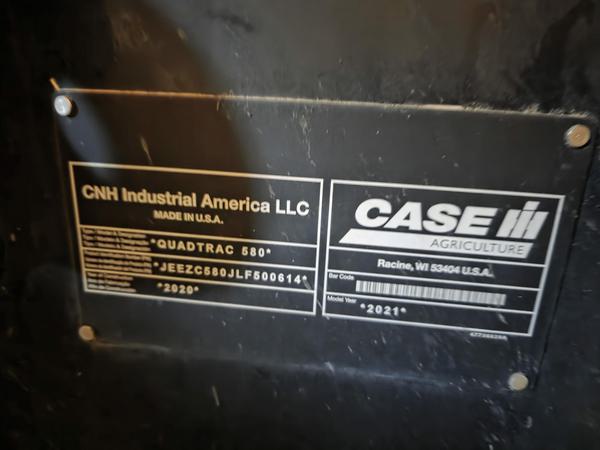 CNH Industrial America LLC
MADE IN U.S.A.
*QUADTRAC 580*
*JEEZC580JLF500614*
*2020*
CASE IH
AGRICULTURE
Racine, WI 53404 U.S.A.
Bar Code
Model Year
*2021*